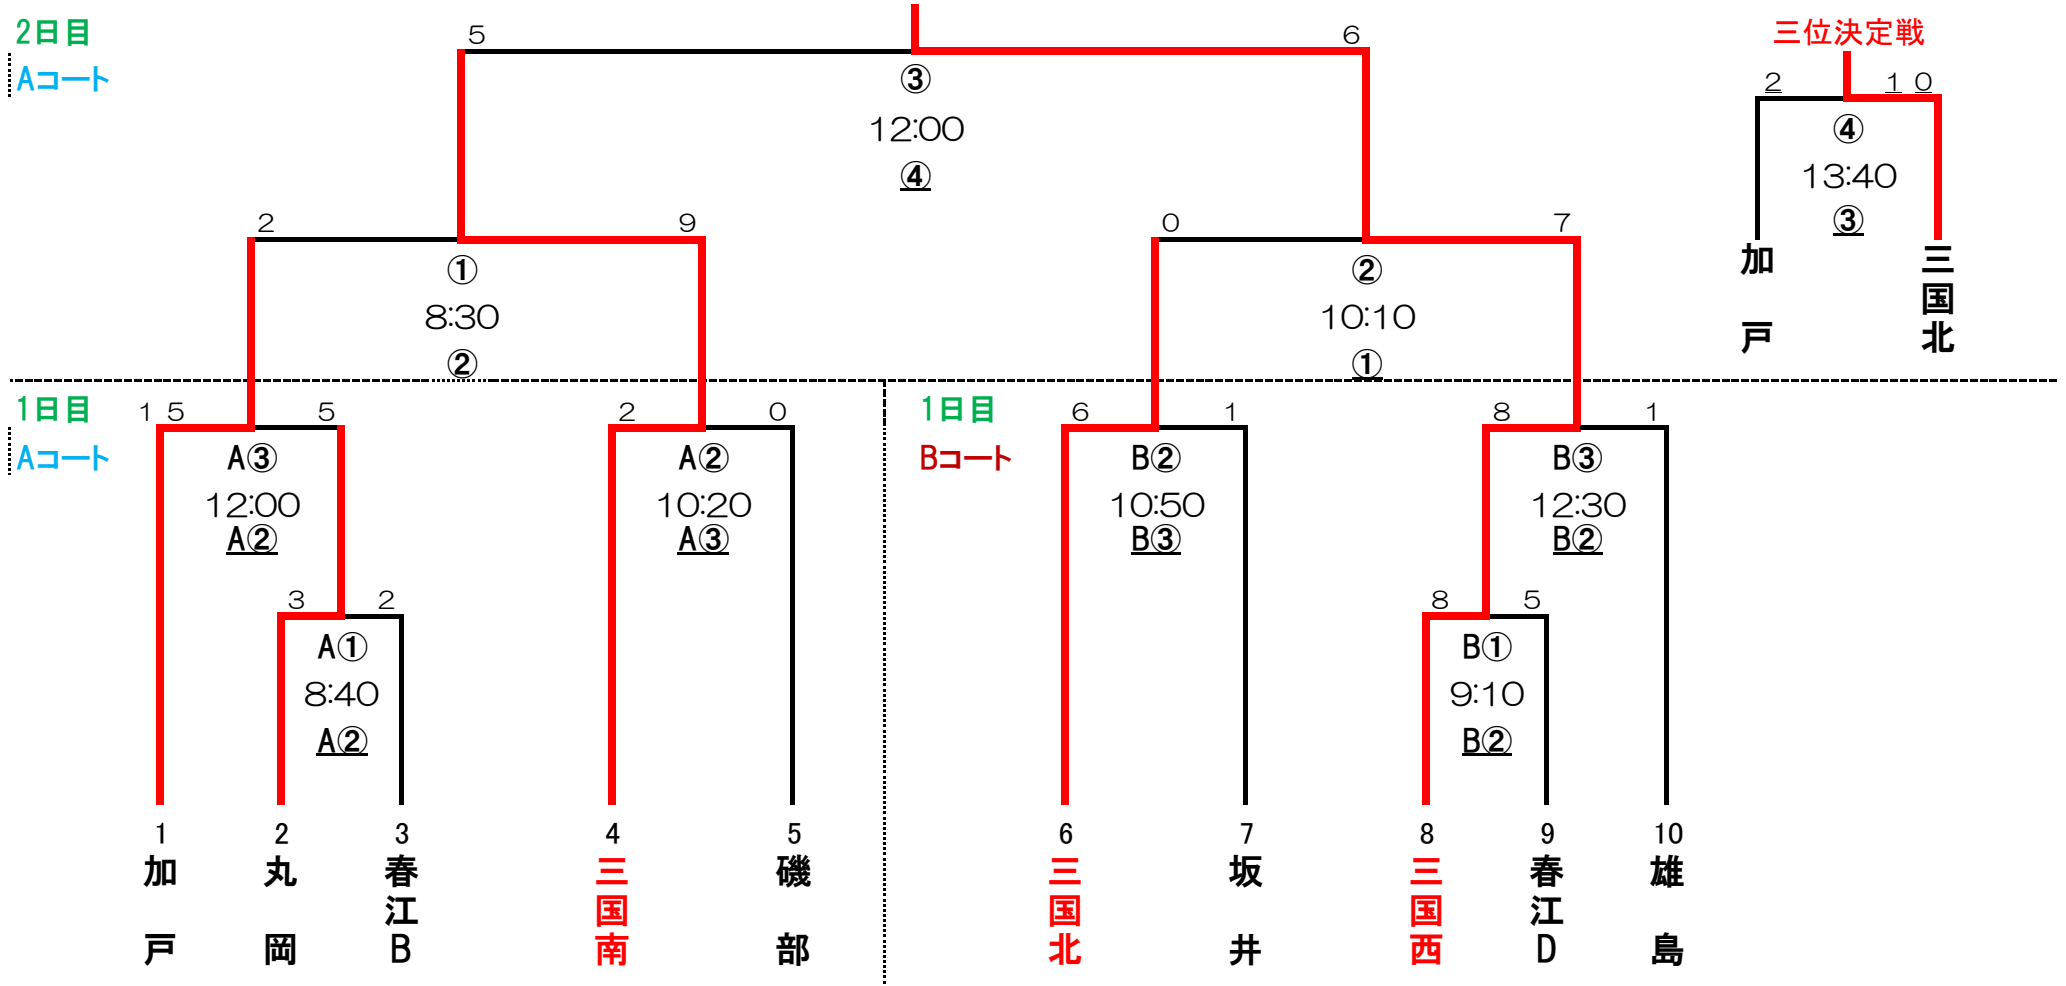 2日目
5
6
三位決定戦
Aコート
③
2
１０
12:00
④
④
13:40
③
加戸
三国北
2
9
0
7
①
②
8:30
10:10
②
①
1日目
１５
5
2
0
1日目
6
1
8
1
Aコート
A③
A②
Bコート
B②
B③
12:00
10:20
10:50
12:30
A②
A③
B③
B②
3
2
8
5
A①
B①
8:40
9:10
A②
B②
1
2
3
4
5
6
7
8
9
10
加戸
丸岡
春江B
三国南
磯部
三国北
坂井
三国西
春江D
雄島